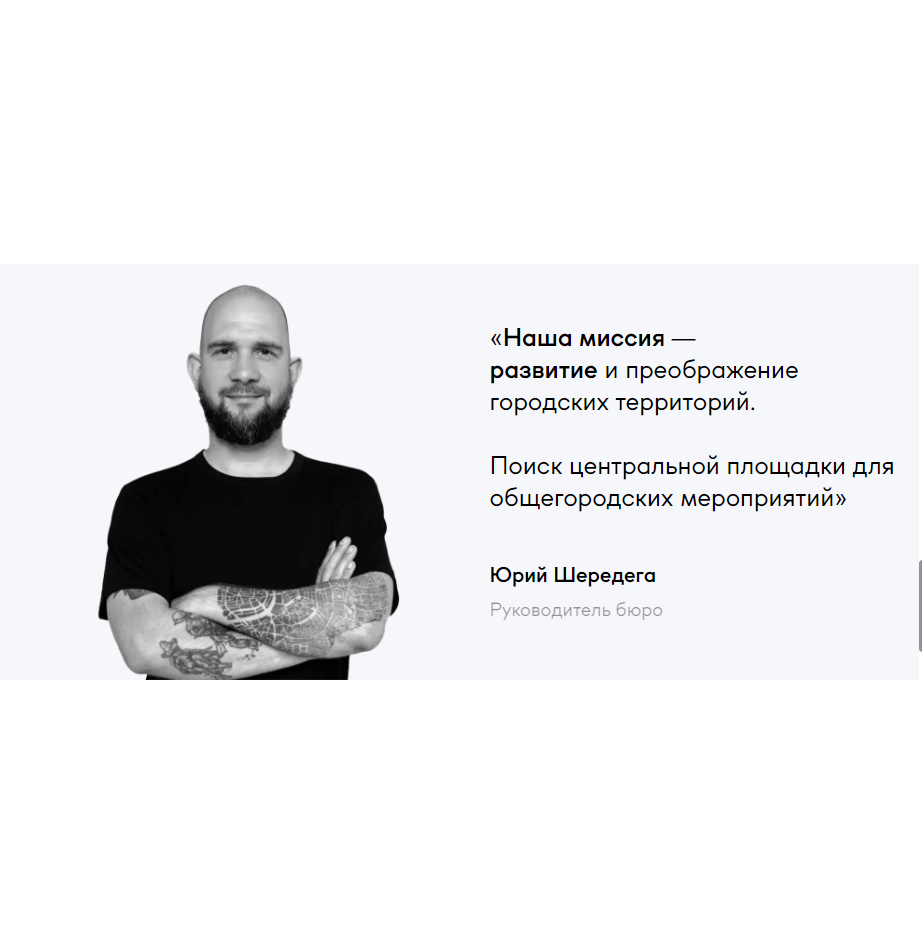 «Наша миссия —
развитие и преображение
городских территорий.
Поиск центральной площадки для
общегородских мероприятий»
Юрий Шередега
Руководитель бюро